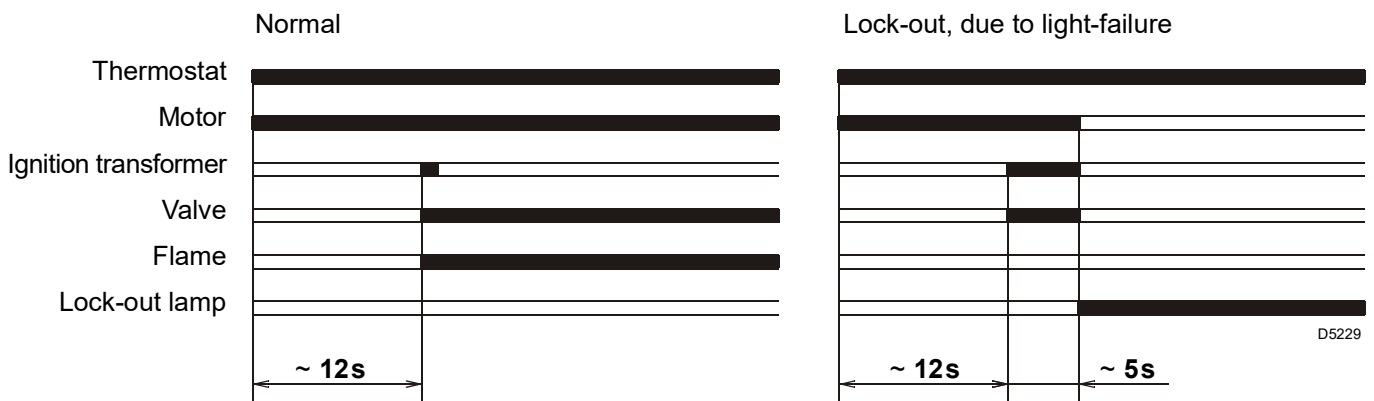 Normal
Lock-out, due to light-failure
Thermostat
Motor
Ignition transformer
Valve
Flame
Lock-out lamp
D5229
~ 12s
~ 12s
~ 5s